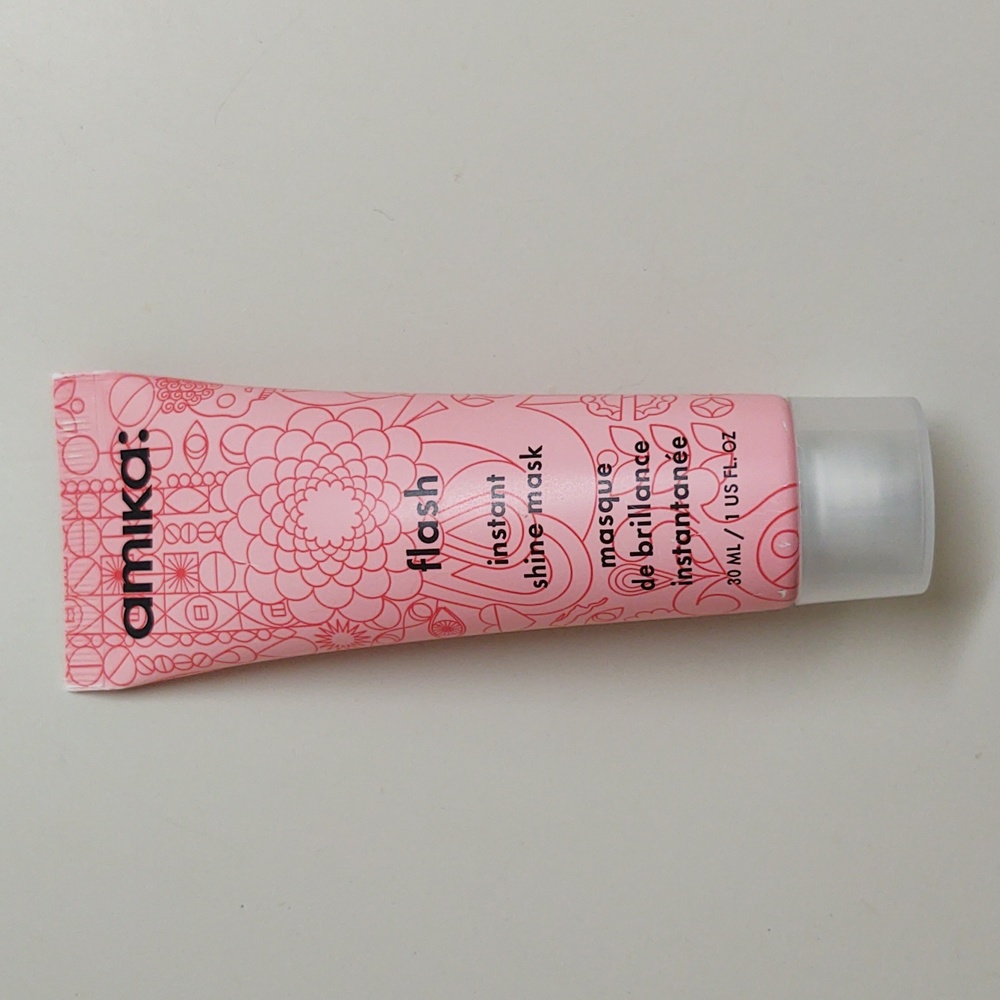 amika:
flash
instant
shine mask
masque
de brillance
instantanée
30 ML / 1 US FL. OZ